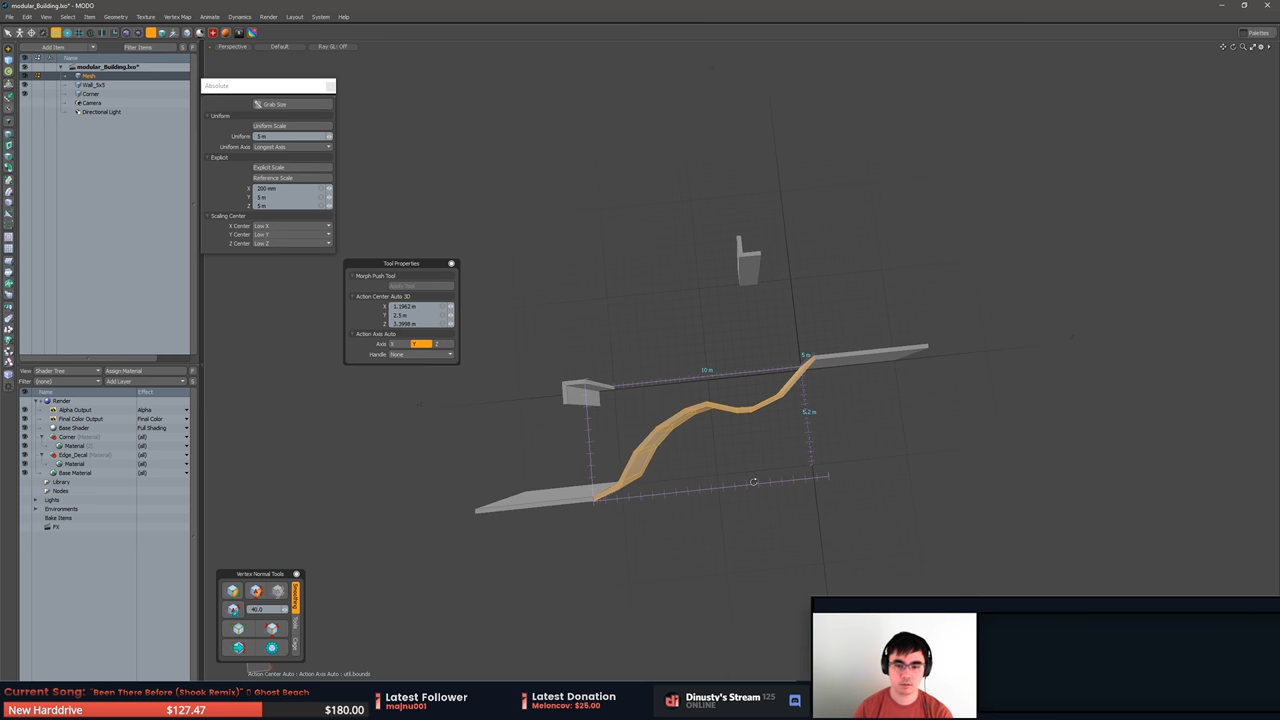 modular_Building.lxo* - MODO
File Edit View Select Mesh Geometry Texture Vertex Map Animate Dynamics Render Layout System Help
Palettes
Add Item Filter Items S F
Perspective Default Ray GL: Off
Name
modular_Building.lxo*
Mesh
Wall_5x5
Corner
Camera
Directional Light
Absolute
Grab Size
Uniform
Uniform Scale
Uniform 5 m
Uniform Axis Longest Axis
Explicit
Explicit Scale
Reference Scale
X 200 mm
Y 5 m
Z 5 m
Scaling Center
X Center Low X
Y Center Low Y
Z Center Low Z
Tool Properties
Morph Push Tool
Apply Tool
Action Center Auto 3D
X 1.1962 m
Y 2.5 m
Z 3.3998 m
Action Axis Auto
Axis X Y Z
Handle None
5 m
10 m
5.2 m
Shader Tree Assign Material F
Filter (none) Add Layer S
Name Effect
Render
Alpha Output Alpha
Final Color Output Final Color
Base Shader Full Shading
Corner (Material) (all)
Material (2) (all)
Edge_Decal (Material) (all)
Material (all)
Base Material (all)
Library
Nodes
Lights
Environments
Bake Items
FX
Vertex Normal Tools
40.0
Smoothing
Tools
Cage
Action Center Auto : Action Axis Auto : util.bounds
Current Song: "Been There Before (Shook Remix)" Ghost Beach
New Harddrive $127.47 $180.00
Latest Follower
majnu001
Latest Donation
Meloncov: $25.00
Dinusty's Stream 125
ONLINE